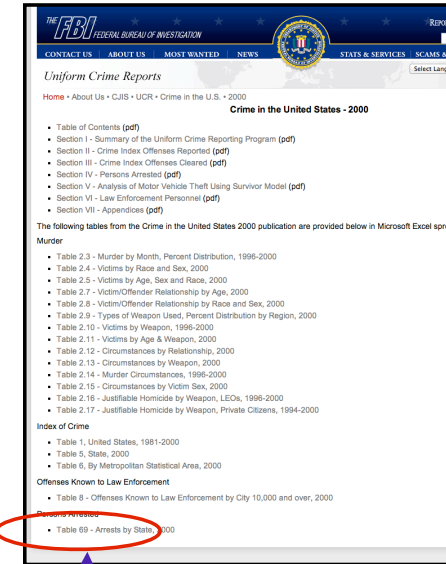 THE FBI FEDERAL BUREAU OF INVESTIGATION
REPO
CONTACT US ABOUT US MOST WANTED NEWS STATS & SERVICES SCAMS &
Select Lang
Uniform Crime Reports
Home • About Us • CJIS • UCR • Crime in the U.S. • 2000
Crime in the United States - 2000
Table of Contents (pdf)
Section I - Summary of the Uniform Crime Reporting Program (pdf)
Section II - Crime Index Offenses Reported (pdf)
Section III - Crime Index Offenses Cleared (pdf)
Section IV - Persons Arrested (pdf)
Section V - Analysis of Motor Vehicle Theft Using Survivor Model (pdf)
Section VI - Law Enforcement Personnel (pdf)
Section VII - Appendices (pdf)
The following tables from the Crime in the United States 2000 publication are provided below in Microsoft Excel spre
Murder
Table 2.3 - Murder by Month, Percent Distribution, 1996-2000
Table 2.4 - Victims by Race and Sex, 2000
Table 2.5 - Victims by Age, Sex and Race, 2000
Table 2.7 - Victim/Offender Relationship by Age, 2000
Table 2.8 - Victim/Offender Relationship by Race and Sex, 2000
Table 2.9 - Types of Weapon Used, Percent Distribution by Region, 2000
Table 2.10 - Victims by Weapon, 1996-2000
Table 2.11 - Victims by Age & Weapon, 2000
Table 2.12 - Circumstances by Relationship, 2000
Table 2.13 - Circumstances by Weapon, 2000
Table 2.14 - Murder Circumstances, 1996-2000
Table 2.15 - Circumstances by Victim Sex, 2000
Table 2.16 - Justifiable Homicide by Weapon, LEOs, 1996-2000
Table 2.17 - Justifiable Homicide by Weapon, Private Citizens, 1994-2000
Index of Crime
Table 1, United States, 1981-2000
Table 5, State, 2000
Table 6, By Metropolitan Statistical Area, 2000
Offenses Known to Law Enforcement
Table 8 - Offenses Known to Law Enforcement by City 10,000 and over, 2000
Persons Arrested
Table 69 - Arrests by State, 2000